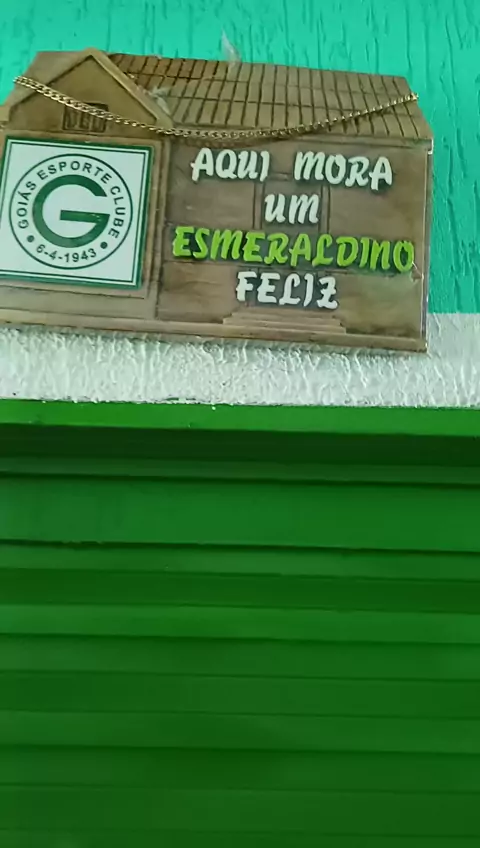 GOIÁS ESPORTE CLUBE
G
• 6-4-1943 •
AQUI MORA
UM
ESMERALDINO
FELIZ